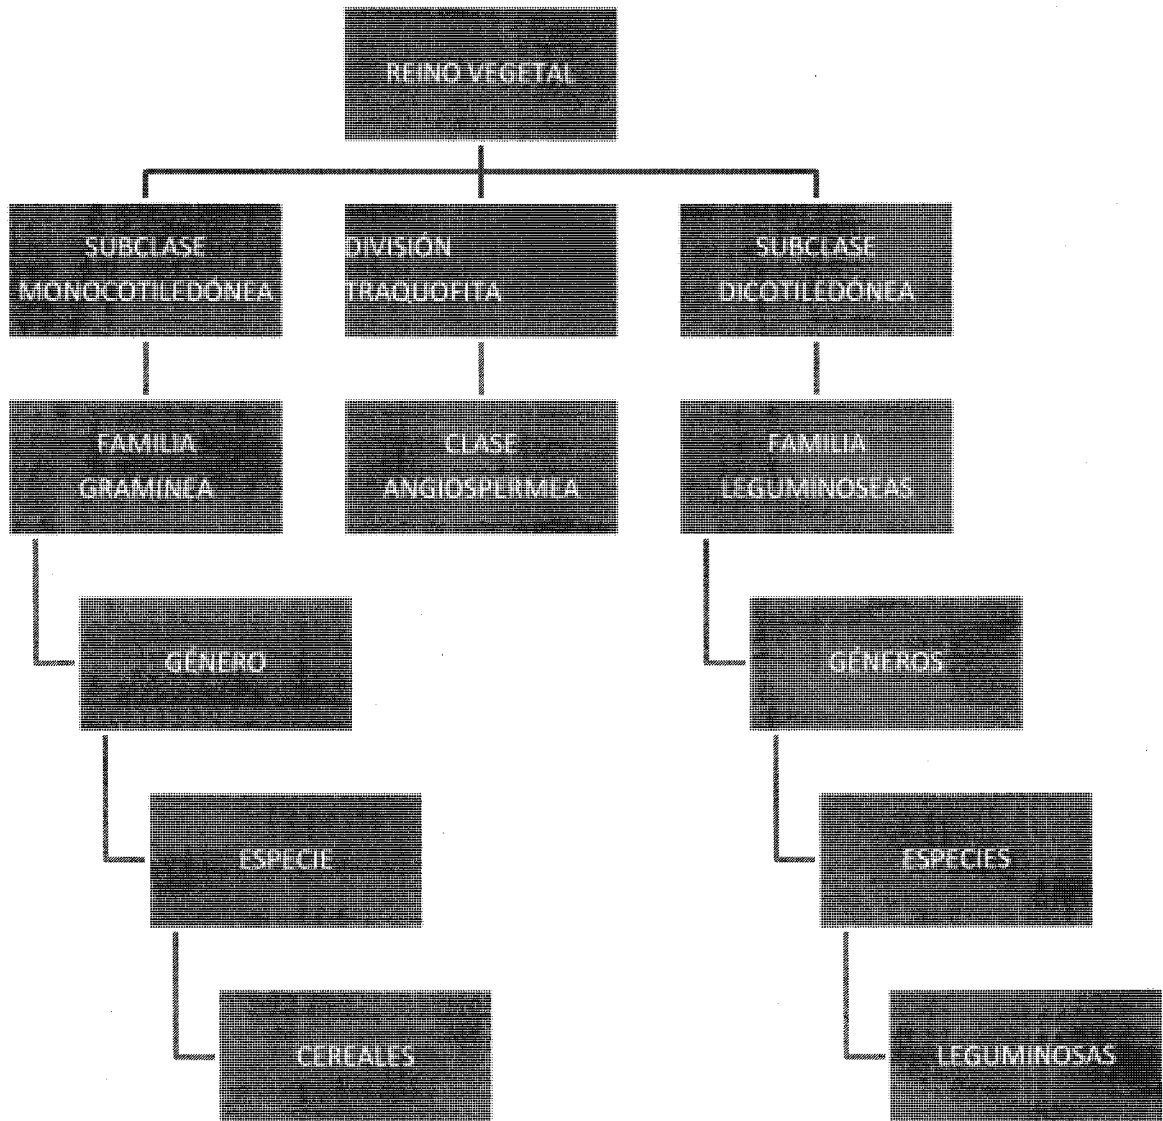 REINO VEGETAL
SUBCLASE
MONOCOTILEDÓNEA
DIVISIÓN
TRAQUOFITA
SUBCLASE
DICOTILEDÓNEA
FAMILIA
GRAMINEA
CLASE
ANGIOSPERMEA
FAMILIA
LEGUMINOSEAS
GÉNERO
GÉNEROS
ESPECIE
ESPECIES
CEREALES
LEGUMINOSAS